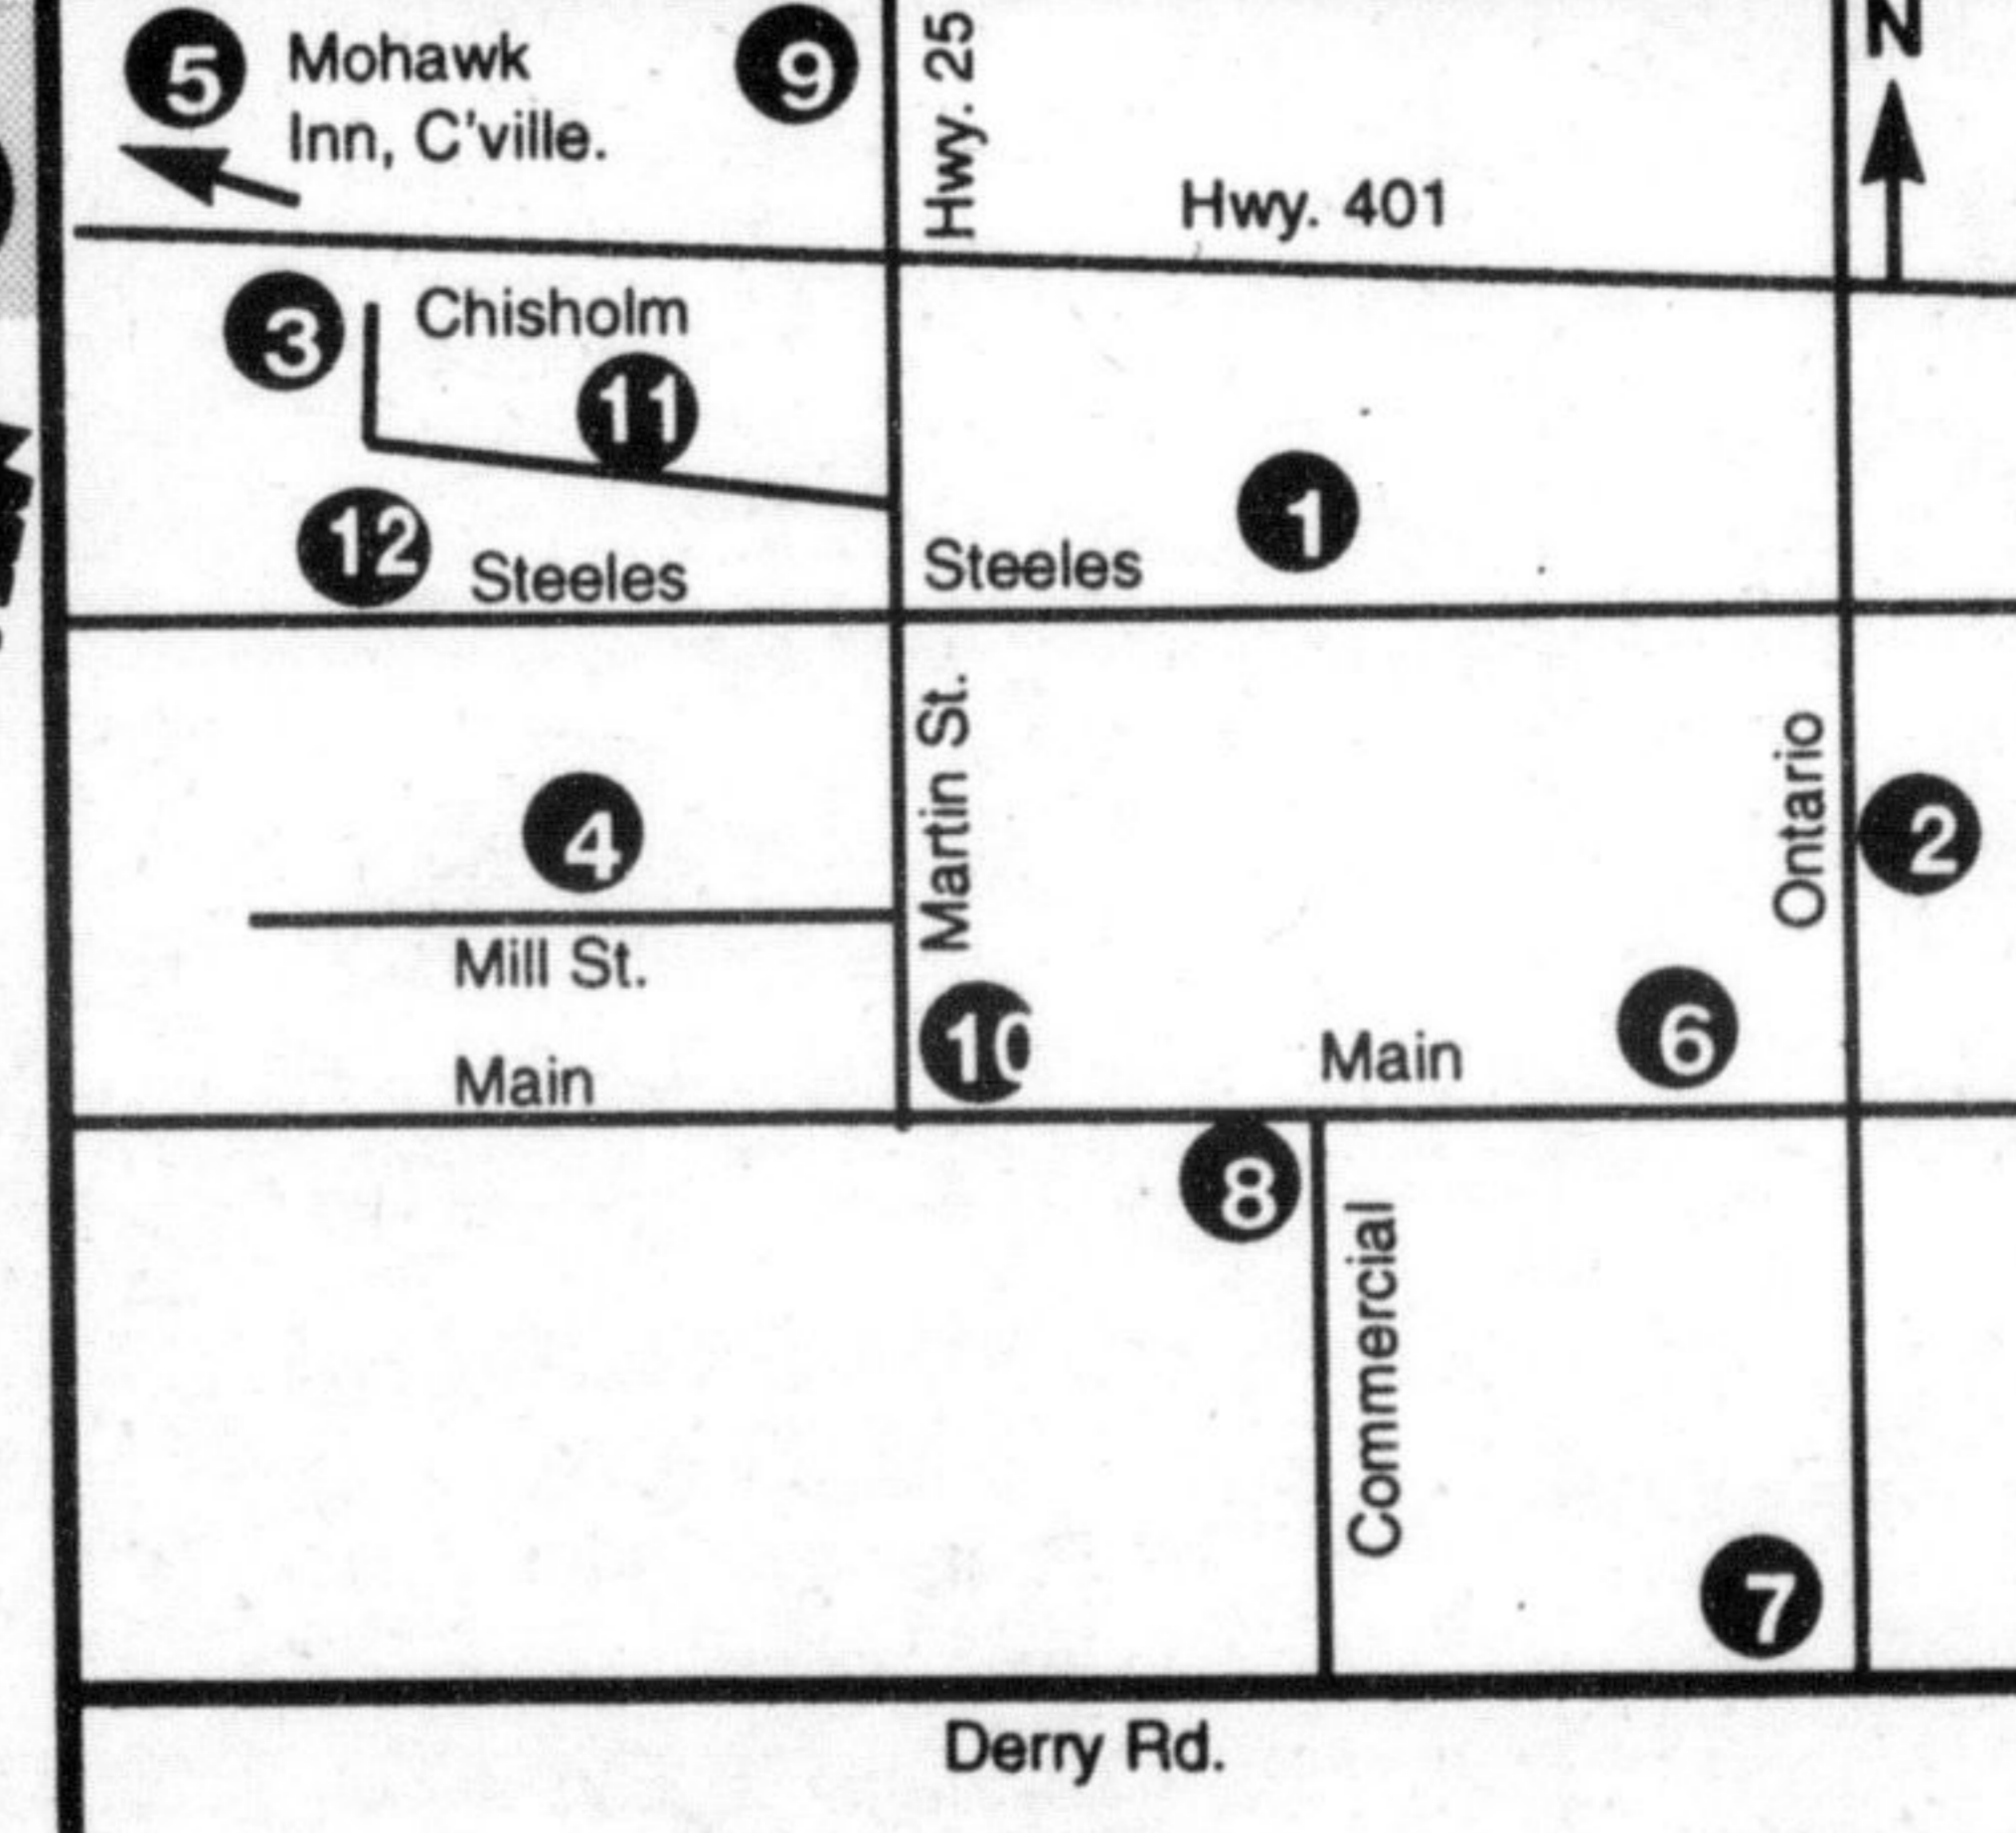 5
Mohawk
Inn, C'ville.
9
Hwy. 25
N
Hwy. 401
3
Chisholm
11
12
Steeles
Steeles
1
Martin St.
Ontario
4
2
Mill St.
10
Main
Main
6
8
Commercial
7
Derry Rd.